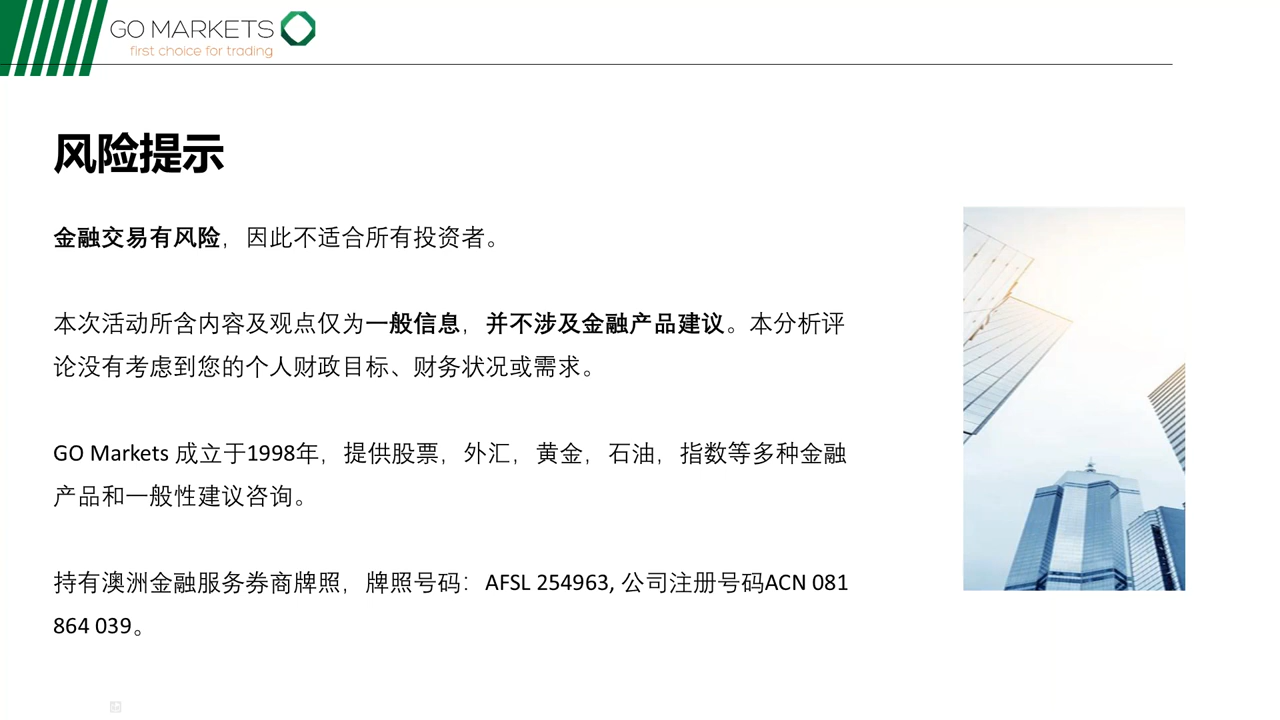 GO MARKETS
first choice for trading
风险提示
金融交易有风险，因此不适合所有投资者。
本次活动所含内容及观点仅为一般信息，并不涉及金融产品建议。本分析评
论没有考虑到您的个人财政目标、财务状况或需求。
GO Markets 成立于1998年，提供股票，外汇，黄金，石油，指数等多种金融
产品和一般性建议咨询。
持有澳洲金融服务券商牌照，牌照号码：AFSL 254963, 公司注册号码ACN 081
864 039。